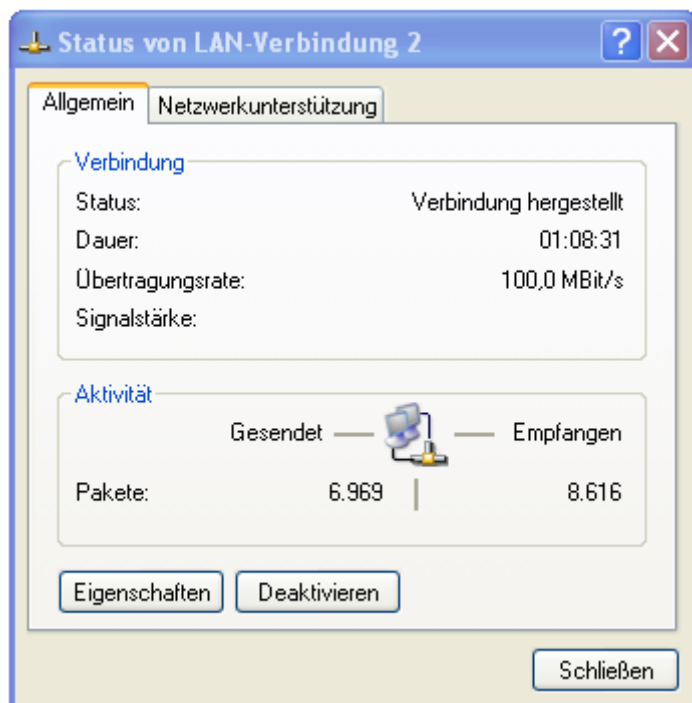 Status von LAN-Verbindung 2
Allgemein Netzwerkunterstützung
Verbindung
Status: Verbindung hergestellt
Dauer: 01:08:31
Übertragungsrate: 100,0 MBit/s
Signalstärke:
Aktivität
Gesendet Empfangen
Pakete: 6.969 8.616
Eigenschaften Deaktivieren
Schließen